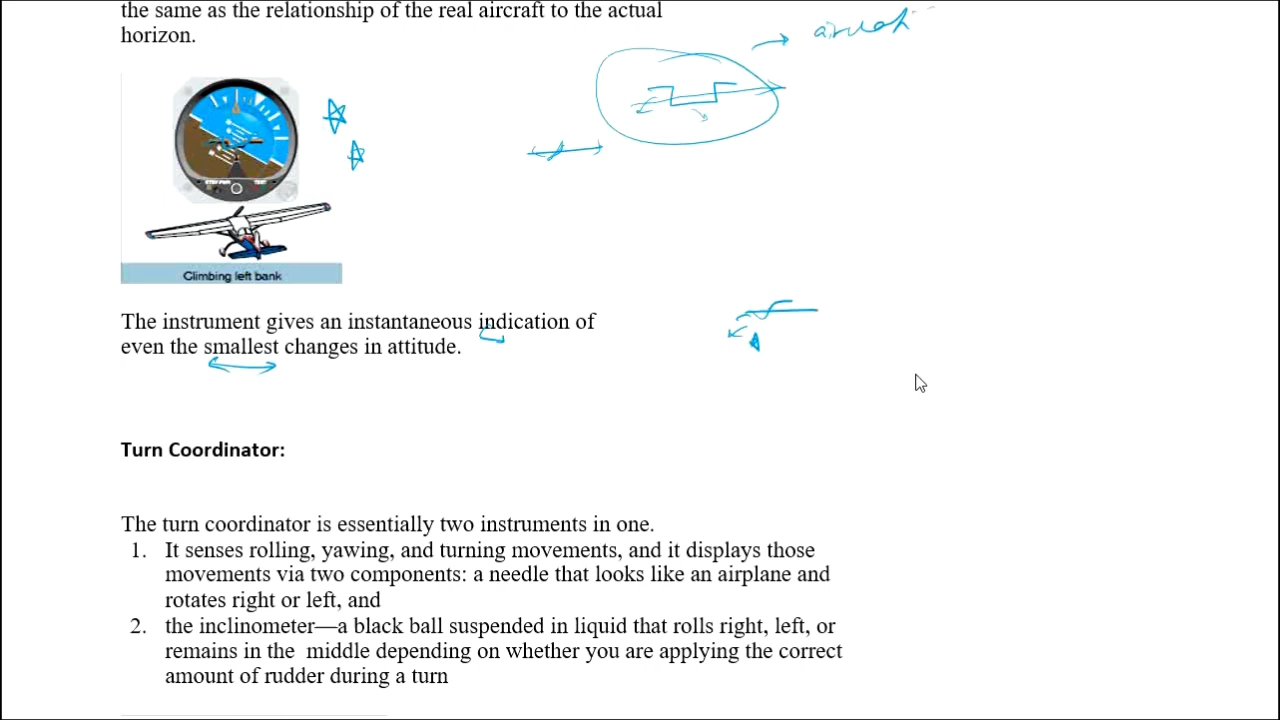 the same as the relationship of the real aircraft to the actual
horizon.
Climbing left bank
The instrument gives an instantaneous indication of
even the smallest changes in attitude.
Turn Coordinator:
The turn coordinator is essentially two instruments in one.
1. It senses rolling, yawing, and turning movements, and it displays those
movements via two components: a needle that looks like an airplane and
rotates right or left, and
2. the inclinometer—a black ball suspended in liquid that rolls right, left, or
remains in the middle depending on whether you are applying the correct
amount of rudder during a turn